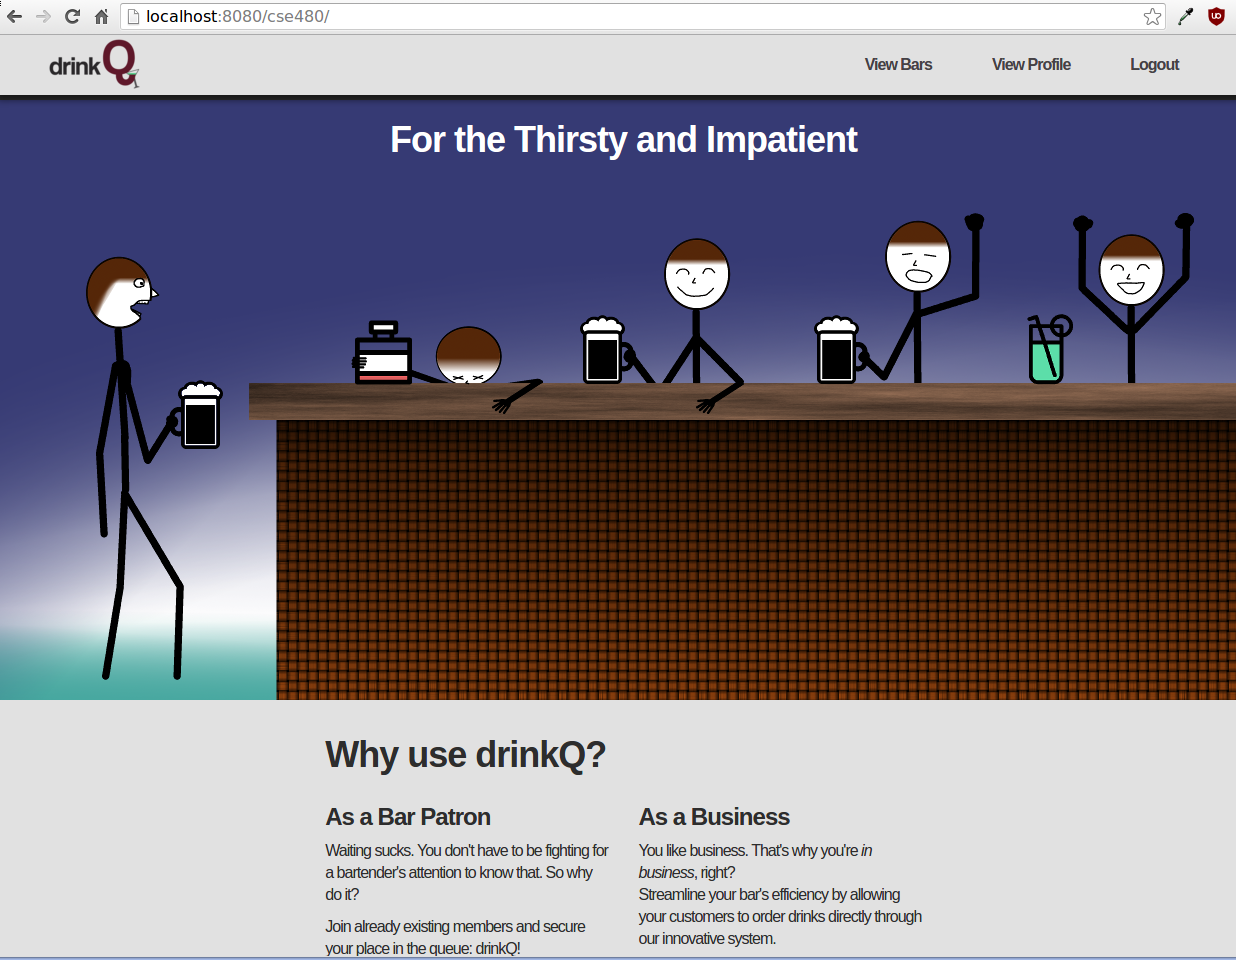 localhost:8080/cse480/
drinkQ
View Bars View Profile Logout
For the Thirsty and Impatient
Why use drinkQ?
As a Bar Patron
Waiting sucks. You don't have to be fighting for
a bartender's attention to know that. So why
do it?
Join already existing members and secure
your place in the queue: drinkQ!
As a Business
You like business. That's why you're in
business, right?
Streamline your bar's efficiency by allowing
your customers to order drinks directly through
our innovative system.